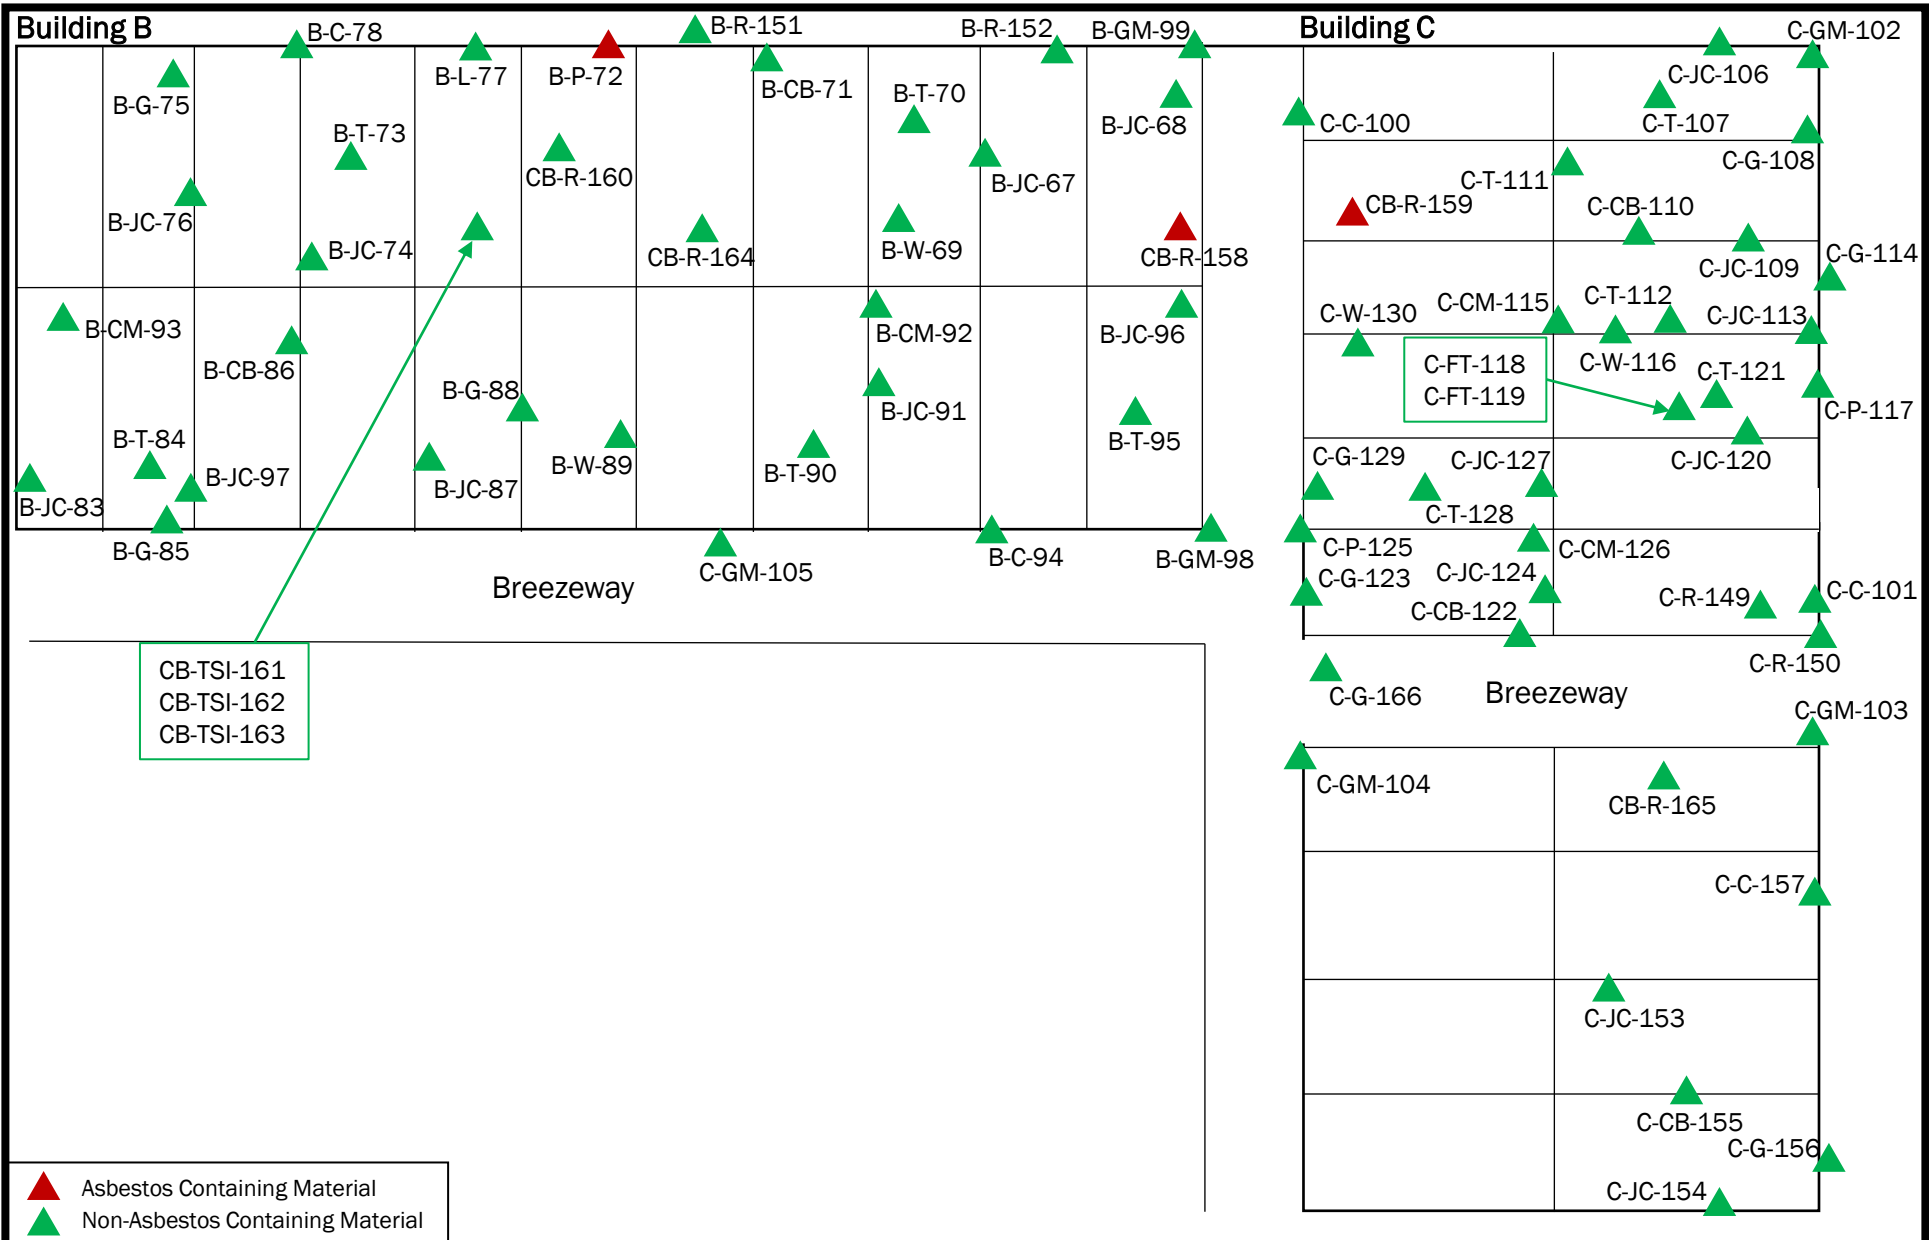 Building B
B-C-78
B-R-151
B-R-152
B-GM-99
Building C
C-GM-102
B-G-75
B-L-77
B-P-72
B-CB-71
B-T-70
B-JC-68
C-C-100
C-JC-106
C-T-107
C-G-108
B-T-73
CB-R-160
B-JC-67
C-T-111
CB-R-159
C-CB-110
B-JC-76
B-JC-74
CB-R-164
B-W-69
CB-R-158
C-JC-109
C-G-114
B-CM-93
B-CB-86
B-CM-92
B-JC-96
C-W-130
C-CM-115
C-T-112
C-JC-113
C-FT-118
C-FT-119
C-W-116
C-T-121
C-P-117
B-G-88
B-JC-91
B-T-95
B-T-84
B-JC-97
B-JC-83
B-G-85
B-JC-87
B-W-89
B-T-90
C-G-129
C-JC-127
C-JC-120
C-T-128
C-GM-105
B-C-94
B-GM-98
C-P-125
C-CM-126
C-G-123
C-JC-124
C-CB-122
C-R-149
C-C-101
Breezeway
C-R-150
CB-TSI-161
CB-TSI-162
CB-TSI-163
C-G-166
Breezeway
C-GM-103
C-GM-104
CB-R-165
C-C-157
C-JC-153
C-CB-155
C-G-156
C-JC-154
Asbestos Containing Material
Non-Asbestos Containing Material